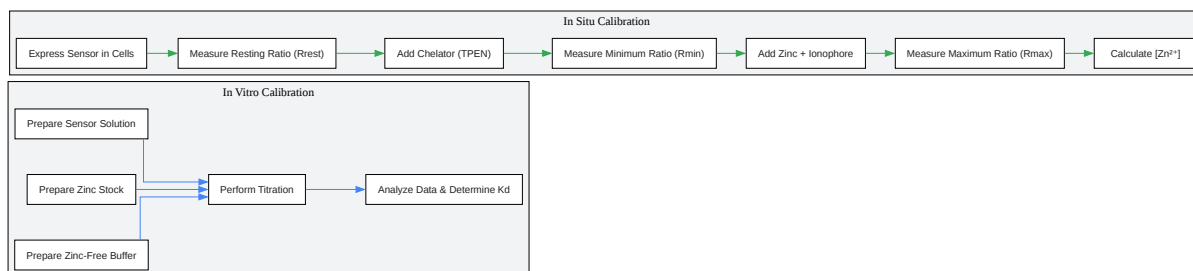 In Situ Calibration
Express Sensor in Cells
Measure Resting Ratio (Rrest)
Add Chelator (TPEN)
Measure Minimum Ratio (Rmin)
Add Zinc + Ionophore
Measure Maximum Ratio (Rmax)
Calculate [Zn²⁺]
In Vitro Calibration
Prepare Sensor Solution
Prepare Zinc Stock
Perform Titration
Analyze Data & Determine Kd
Prepare Zinc-Free Buffer